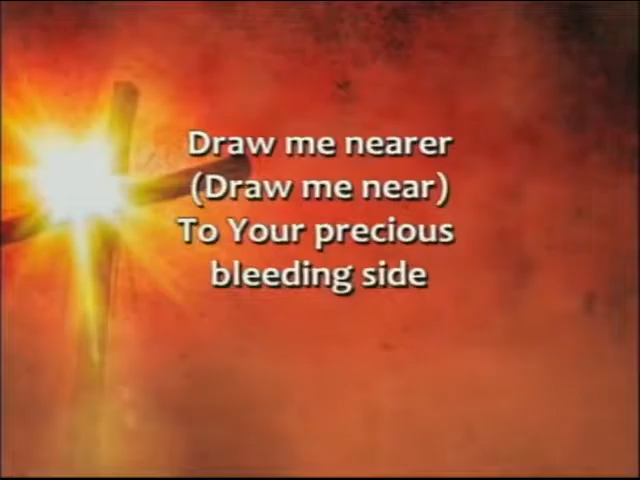 Draw me nearer
(Draw me near)
To Your precious
bleeding side